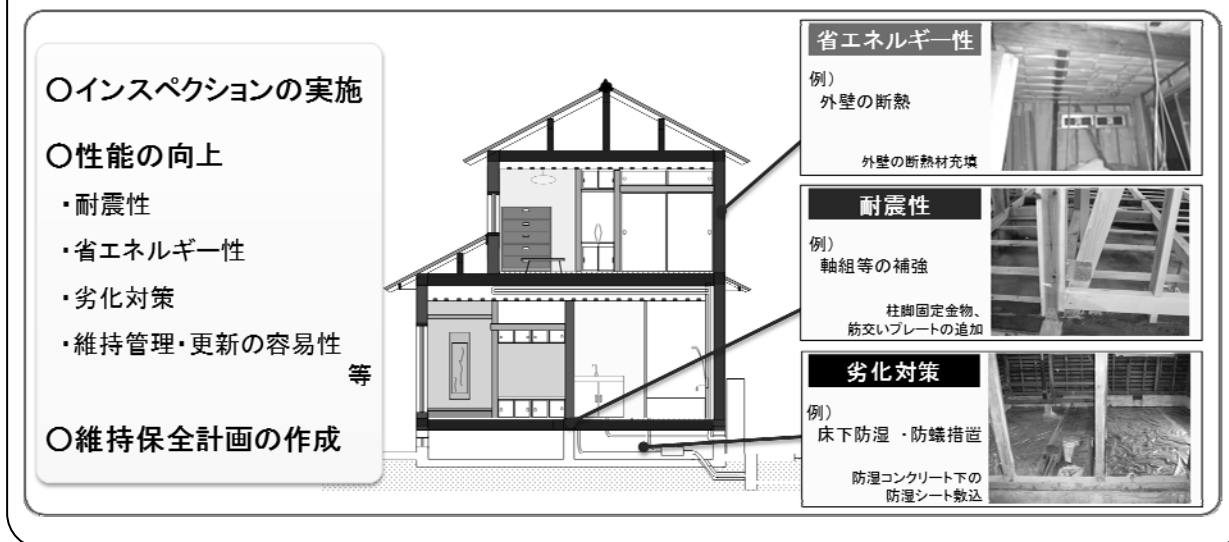 〇インスペクションの実施
〇性能の向上
・耐震性
・省エネルギー性
・劣化対策
・維持管理・更新の容易性
等
〇維持保全計画の作成
省エネルギー性
例）
外壁の断熱
外壁の断熱材充填
耐震性
例）
軸組等の補強
柱脚固定金物、
筋交いプレートの追加
劣化対策
例）
床下防湿 ・防蟻措置
防湿コンクリート下の
防湿シート敷込